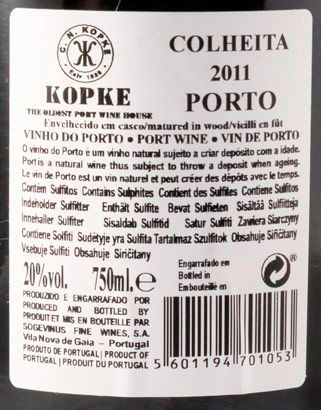 C. N. KOPKE
Estd 1638
KOPKE
THE OLDEST PORT WINE HOUSE
COLHEITA
2011
PORTO
Envelhecido em casco/matured in wood/vieilli en fût
VINHO DO PORTO • PORT WINE • VIN DE PORTO
O vinho do Porto é um vinho natural sujeito a criar depósito com a idade.
Port is a natural wine thus subject to throw a deposit when ageing.
Le vin de Porto est un vin naturel et peut créer des dépôts avec le temps.
Contém Sulfitos Contains Sulphites Contient des Sulfites Contiene Sulfitos
Indeholder Sulfitter Enthält Sulfite Bevat Sulfieten Sisältää Sulfitteja
Innehaller Sulfiter Sisaldab Sulfitid Satur Sulfiti Zawiera Siarczyny
Contiene Solfiti Sudėtyje yra Sulfita Tartalmaz Szulfitok Obsahuje Siřičitany
Vsebuje Sulfiti Obsahuje Siričitany
20%vol. 750ml. e
Engarrafado em
Bottled in
Embouteille en
PRODUZIDO E ENGARRAFADO POR
PRODUCED AND BOTTLED BY
PRODUIT ET MIS EN BOUTEILLE PAR
SOGEVINUS FINE WINES, S.A.
Vila Nova de Gaia - Portugal
PRODUTO DE PORTUGAL | PRODUCT OF
PORTUGAL | PRODUIT DU PORTUGAL
5 601194 701053